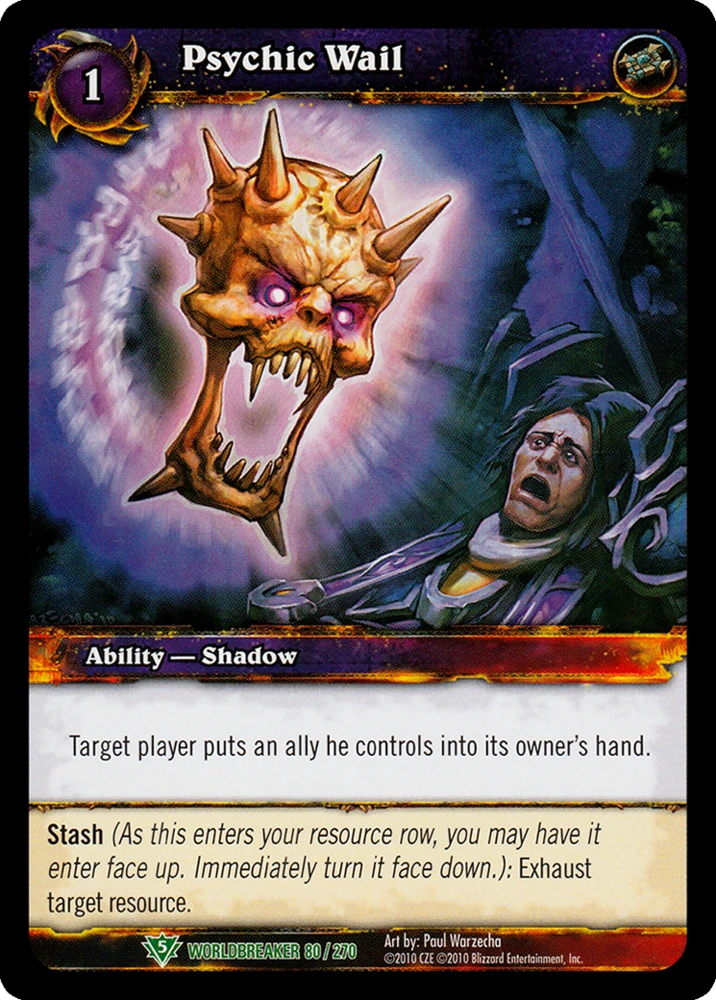 Psychic Wail
1
Ability — Shadow
Target player puts an ally he controls into its owner's hand.
Stash (As this enters your resource row, you may have it
enter face up. Immediately turn it face down.): Exhaust
target resource.
5 WORLDBREAKER 80/270
Art by: Paul Warzecha
©2010 CZE ©2010 Blizzard Entertainment, Inc.